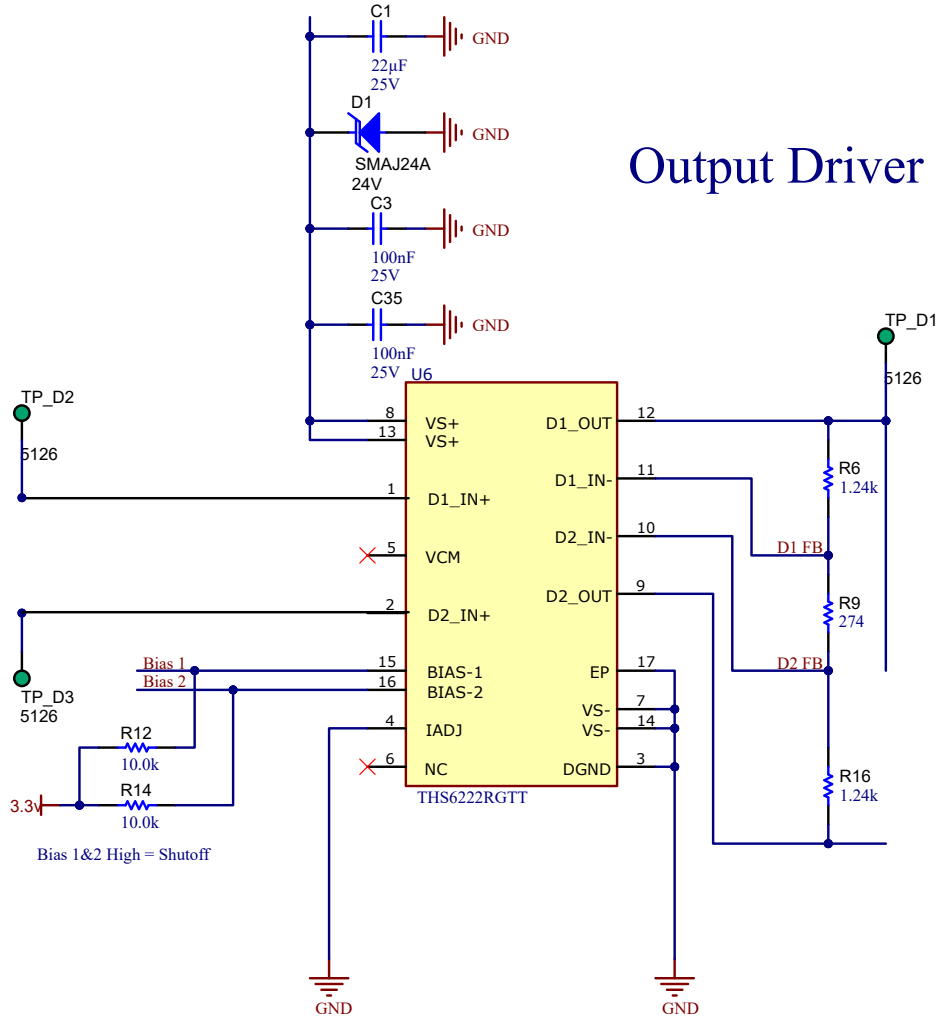 C1
GND
22µF
25V
D1
GND
SMAJ24A
24V
Output Driver
C3
GND
100nF
25V
C35
GND
100nF
25V
U6
TP_D1
5126
TP_D2
5126
8
VS+
13
VS+
D1_OUT
12
1
D1_IN+
D1_IN-
11
R6
1.24k
5
VCM
D2_IN-
10
D1 FB
2
D2_IN+
D2_OUT
9
R9
274
Bias 1
15
BIAS-1
EP
17
D2 FB
Bias 2
16
BIAS-2
TP_D3
5126
VS-
7
4
IADJ
VS-
14
R12
10.0k
6
NC
DGND
3
R14
10.0k
3.3v
THS6222RGTT
R16
1.24k
Bias 1&2 High = Shutoff
GND
GND